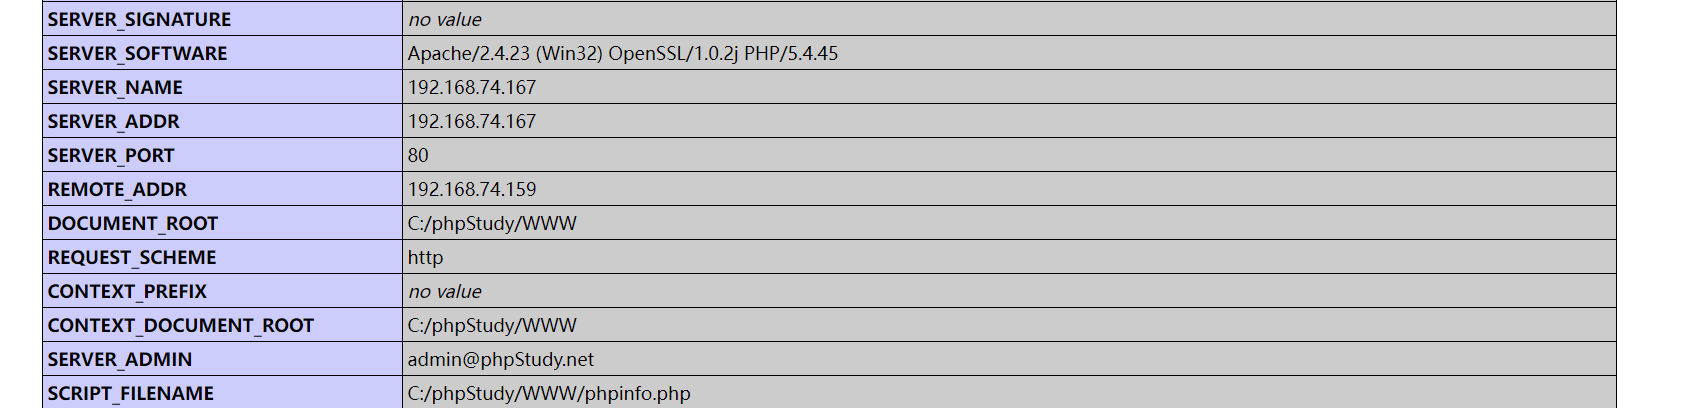 SERVER_SIGNATURE no value
SERVER_SOFTWARE Apache/2.4.23 (Win32) OpenSSL/1.0.2j PHP/5.4.45
SERVER_NAME 192.168.74.167
SERVER_ADDR 192.168.74.167
SERVER_PORT 80
REMOTE_ADDR 192.168.74.159
DOCUMENT_ROOT C:/phpStudy/WWW
REQUEST_SCHEME http
CONTEXT_PREFIX no value
CONTEXT_DOCUMENT_ROOT C:/phpStudy/WWW
SERVER_ADMIN admin@phpStudy.net
SCRIPT_FILENAME C:/phpStudy/WWW/phpinfo.php